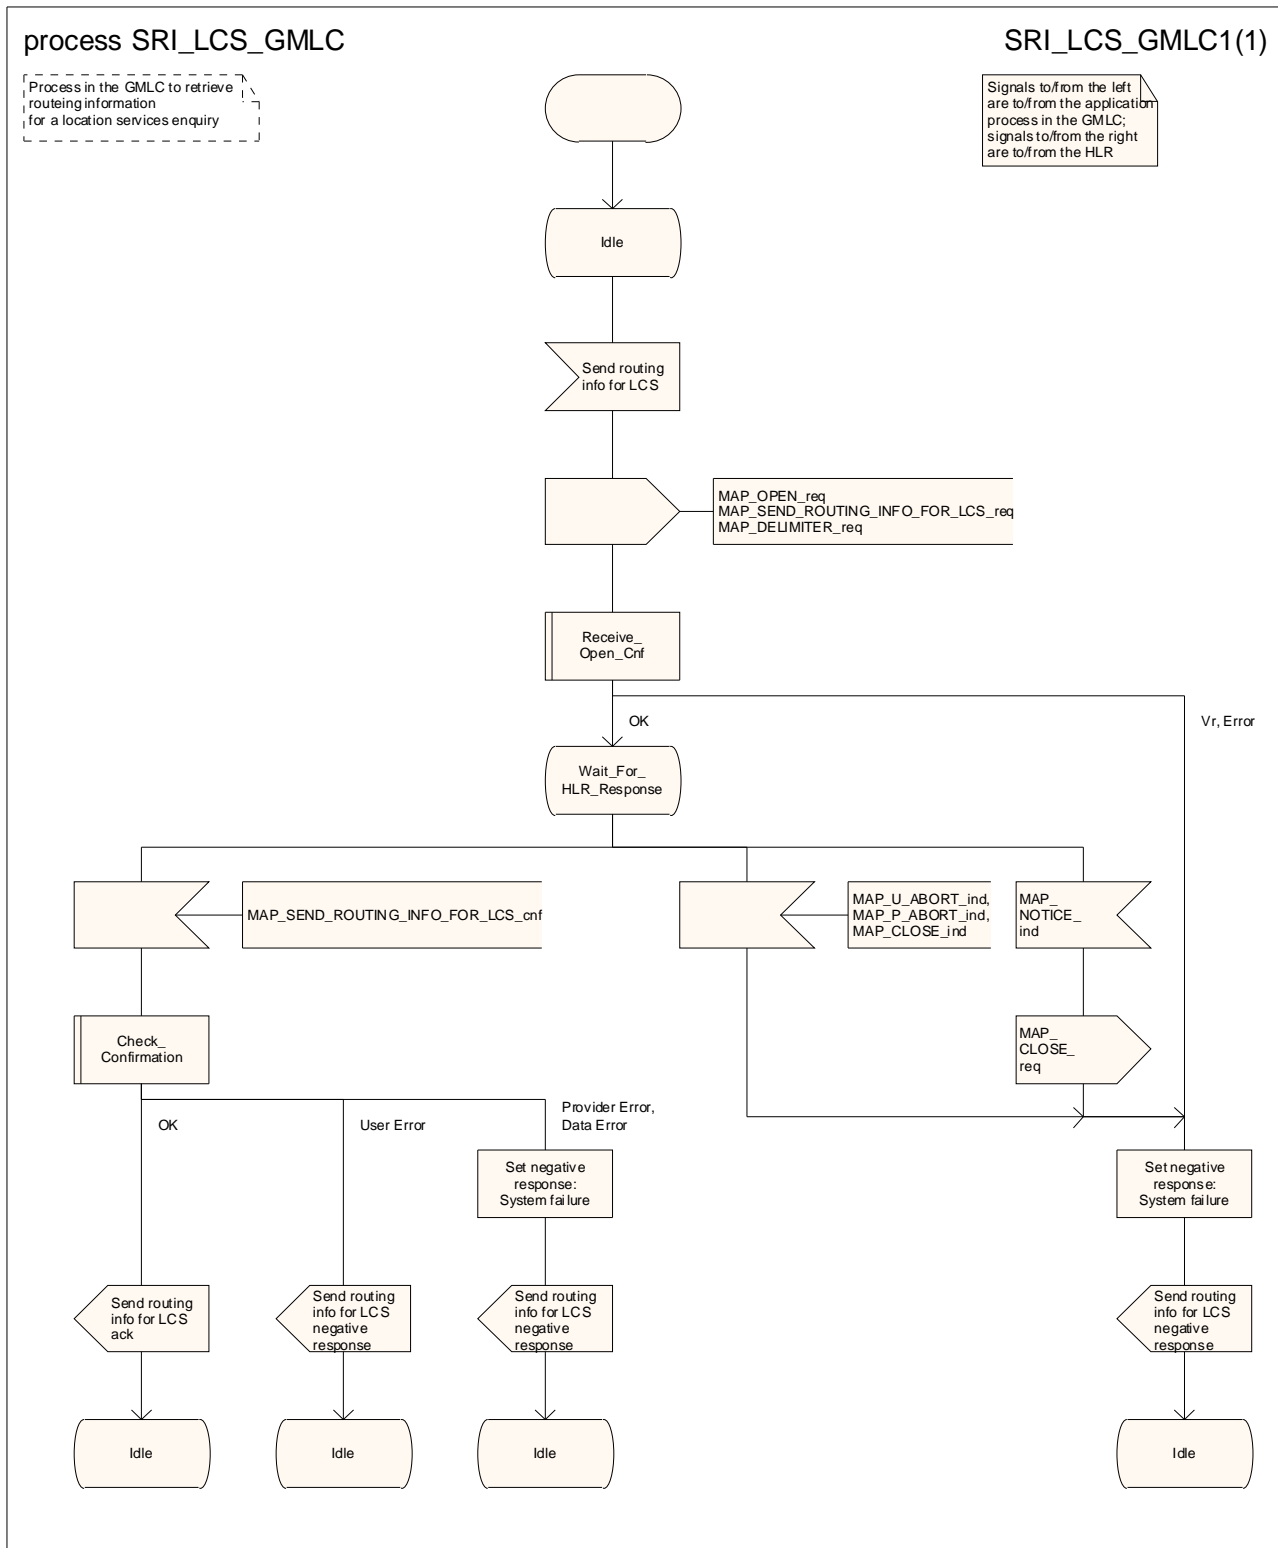 process SRI_LCS_GMLC
SRI_LCS_GMLC1(1)
Process in the GMLC to retrieve
routeing information
for a location services enquiry
Signals to/from the left
are to/from the application
process in the GMLC;
signals to/from the right
are to/from the HLR
Idle
Send routing
info for LCS
MAP_OPEN_req
MAP_SEND_ROUTING_INFO_FOR_LCS_req
MAP_DELIMITER_req
Receive_
Open_Cnf
OK
Vr, Error
Wait_For_
HLR_Response
MAP_SEND_ROUTING_INFO_FOR_LCS_cnf
MAP_U_ABORT_ind,
MAP_P_ABORT_ind,
MAP_CLOSE_ind
MAP_
NOTICE_
ind
Check_
Confirmation
MAP_
CLOSE_
req
OK
User Error
Provider Error,
Data Error
Set negative
response:
System failure
Set negative
response:
System failure
Send routing
info for LCS
ack
Send routing
info for LCS
negative
response
Send routing
info for LCS
negative
response
Send routing
info for LCS
negative
response
Idle
Idle
Idle
Idle